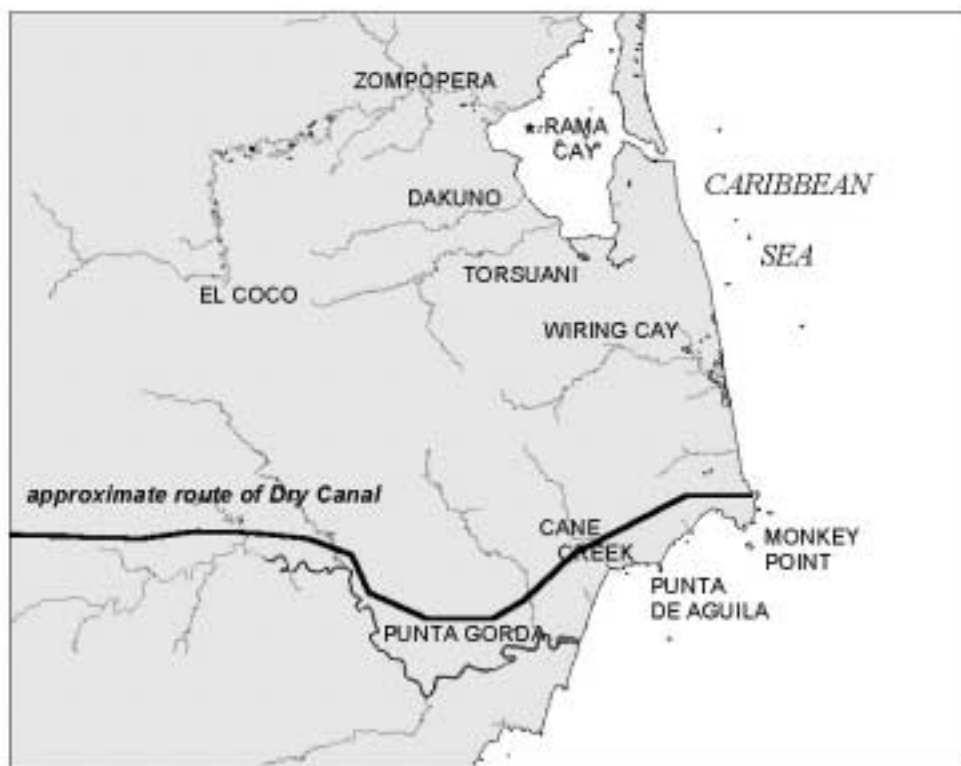 ZOMPOPERA
RAMA
CAY
CARIBBEAN
SEA
DAKUNO
TORSUANI
EL COCO
WIRING CAY
approximate route of Dry Canal
CANE
CREEK
MONKEY
POINT
PUNTA
DE AGUILA
PUNTA GORDA